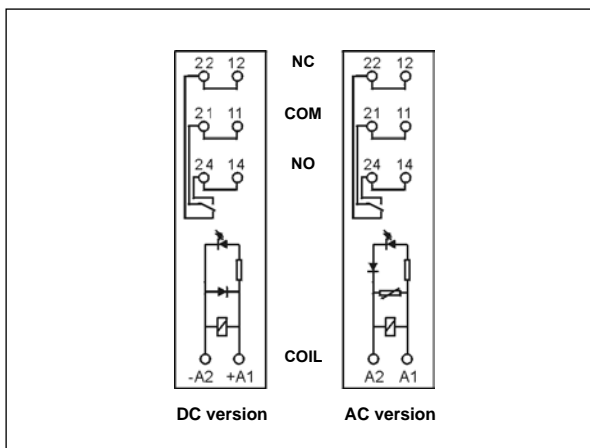 22 12 NC 22 12
21 11 COM 21 11
24 14 NO 24 14
COIL
-A2 +A1 A2 A1
DC version AC version